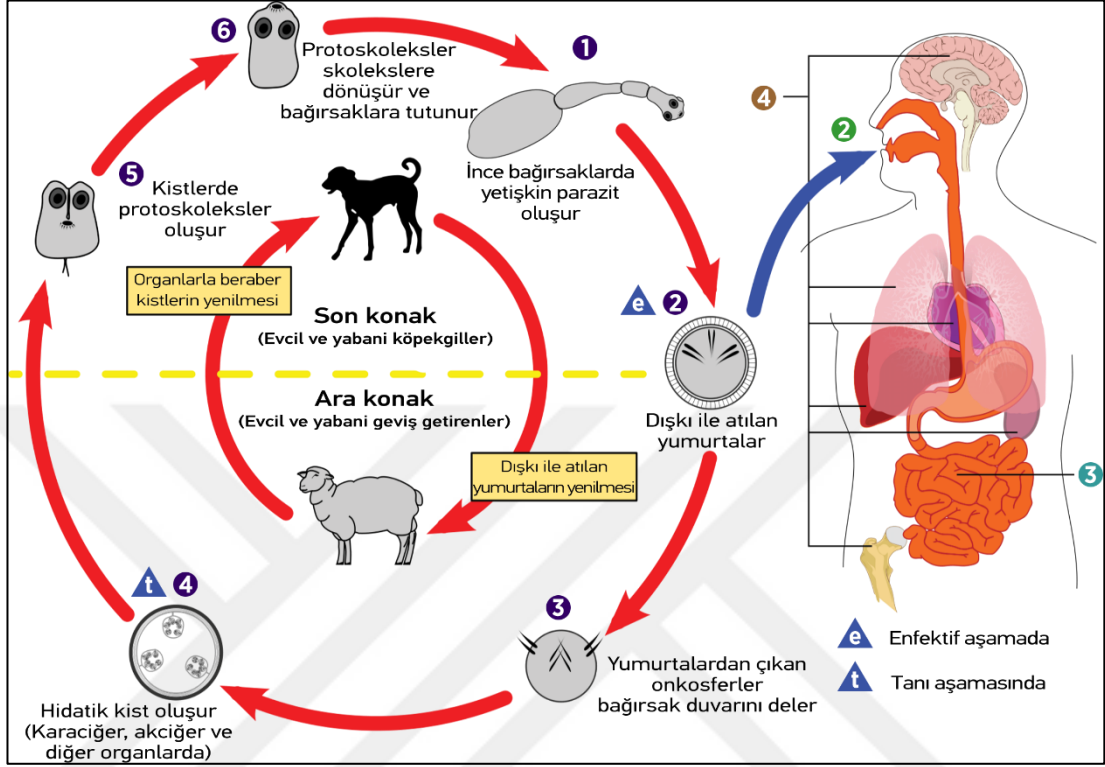 6
Protoskoleksler
skolekslere
dönüşür ve
bağırsaklara tutunur
1
İnce bağırsaklarda
yetişkin parazit
oluşur
5
Kistlerde
protoskoleksler
oluşur
Organlarla beraber
kistlerin yenilmesi
Son konak
(Evcil ve yabani köpekgiller)
Ara konak
(Evcil ve yabani geviş getirenler)
Dışkı ile atılan
yumurtaların yenilmesi
e 2
Dışkı ile atılan
yumurtalar
3
Yumurtalardan çıkan
onkosferler
bağırsak duvarını deler
t 4
Hidatik kist oluşur
(Karaciğer, akciğer ve
diğer organlarda)
4
2
3
e Enfektif aşamada
t Tanı aşamasında